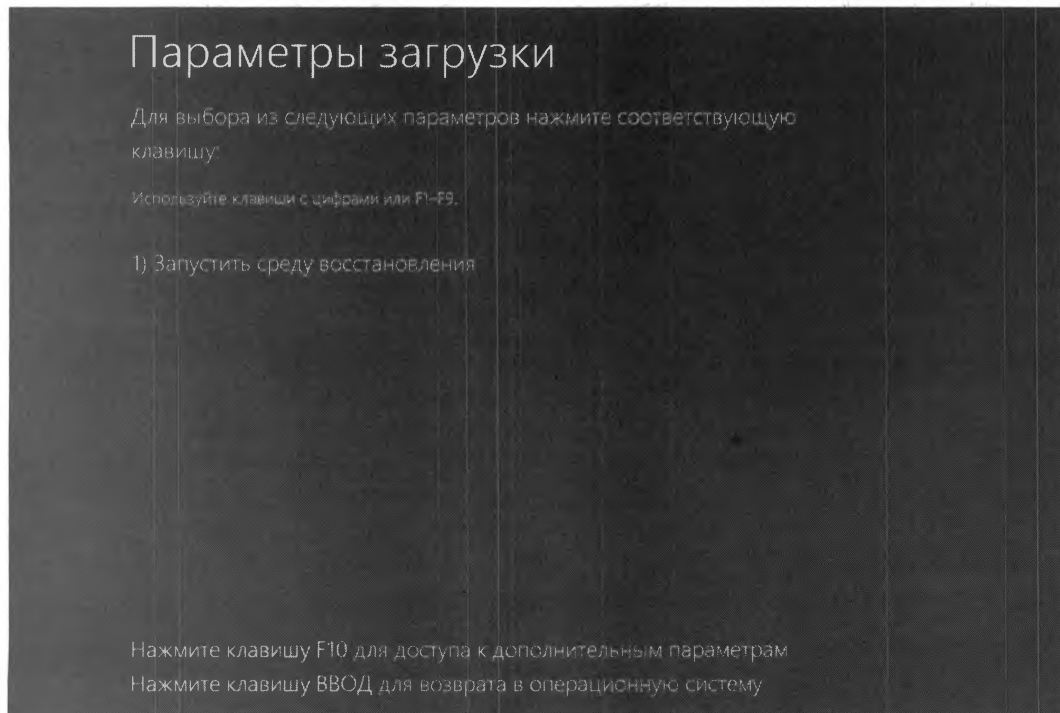 Параметры загрузки
Для выбора из следующих параметров нажмите соответствующую
клавишу:
Используйте клавиши с цифрами или F1–F9.
1) Запустить среду восстановления
Нажмите клавишу F10 для доступа к дополнительным параметрам
Нажмите клавишу ВВОД для возврата в операционную систему